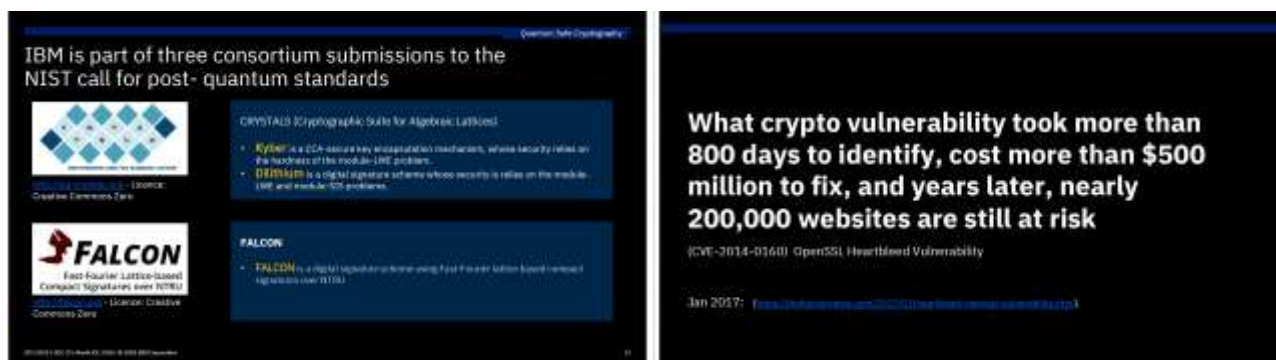 Quantum Safe Cryptography
IBM is part of three consortium submissions to the
NIST call for post- quantum standards
CRYSTALS (Cryptographic Suite for Algebraic Lattices)
• Kyber is a CCA-secure key encapsulation mechanism, whose security relies on
the hardness of the module-LWE problem.
• Dilithium is a digital signature scheme whose security is relies on the module-
LWE and module-SIS problems
- Licence:
Creative Commons Zero
FALCON
Fast-Fourier Lattice-based
Compact Signatures over NTRU
- Licence: Creative
Commons Zero
FALCON
• FALCON is a digital signature scheme using Fast-Fourier lattice based compact
signatures over NTRU
What crypto vulnerability took more than
800 days to identify, cost more than $500
million to fix, and years later, nearly
200,000 websites are still at risk
(CVE-2014-0160) OpenSSL Heartbleed Vulnerability
Jan 2017: